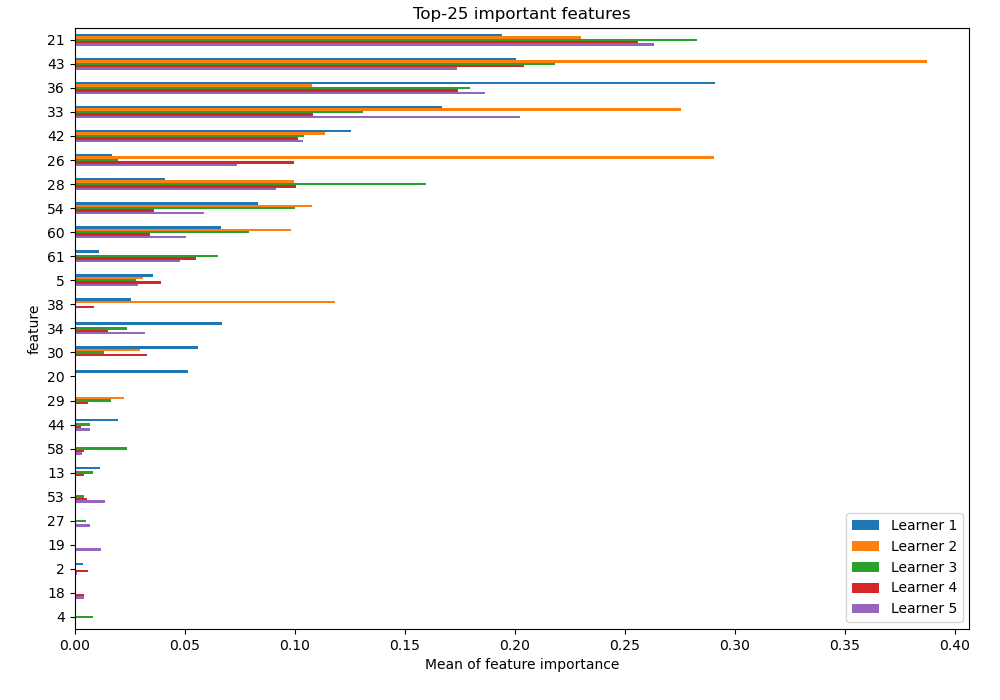 Top-25 important features
feature
21
43
36
33
42
26
28
54
60
61
5
38
34
30
20
29
44
58
13
53
27
19
2
18
4
Learner 1
Learner 2
Learner 3
Learner 4
Learner 5
0.00 0.05 0.10 0.15 0.20 0.25 0.30 0.35 0.40
Mean of feature importance